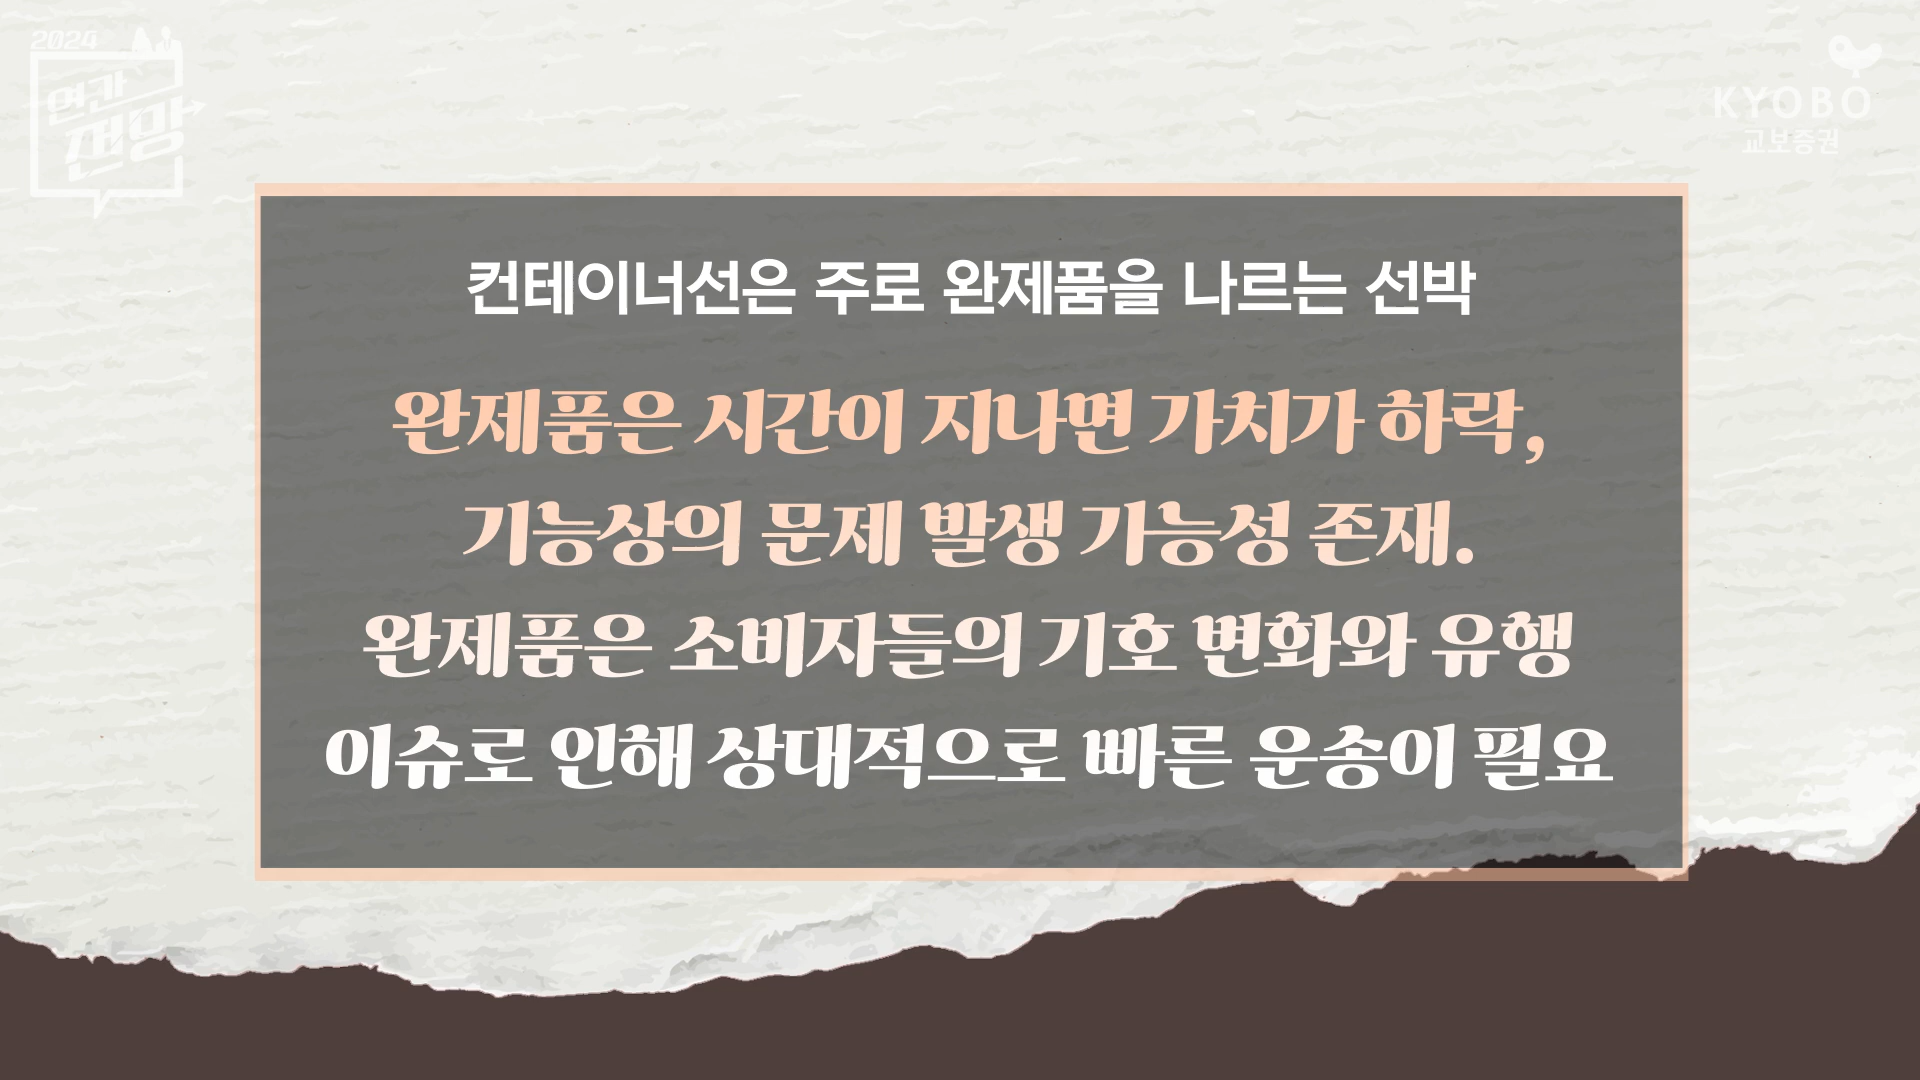 2024
연간
전망
KYOBO
교보증권
컨테이너선은 주로 완제품을 나르는 선박
완제품은 시간이 지나면 가치가 하락,
기능상의 문제 발생 가능성 존재.
완제품은 소비자들의 기호 변화와 유행
이슈로 인해 상대적으로 빠른 운송이 필요